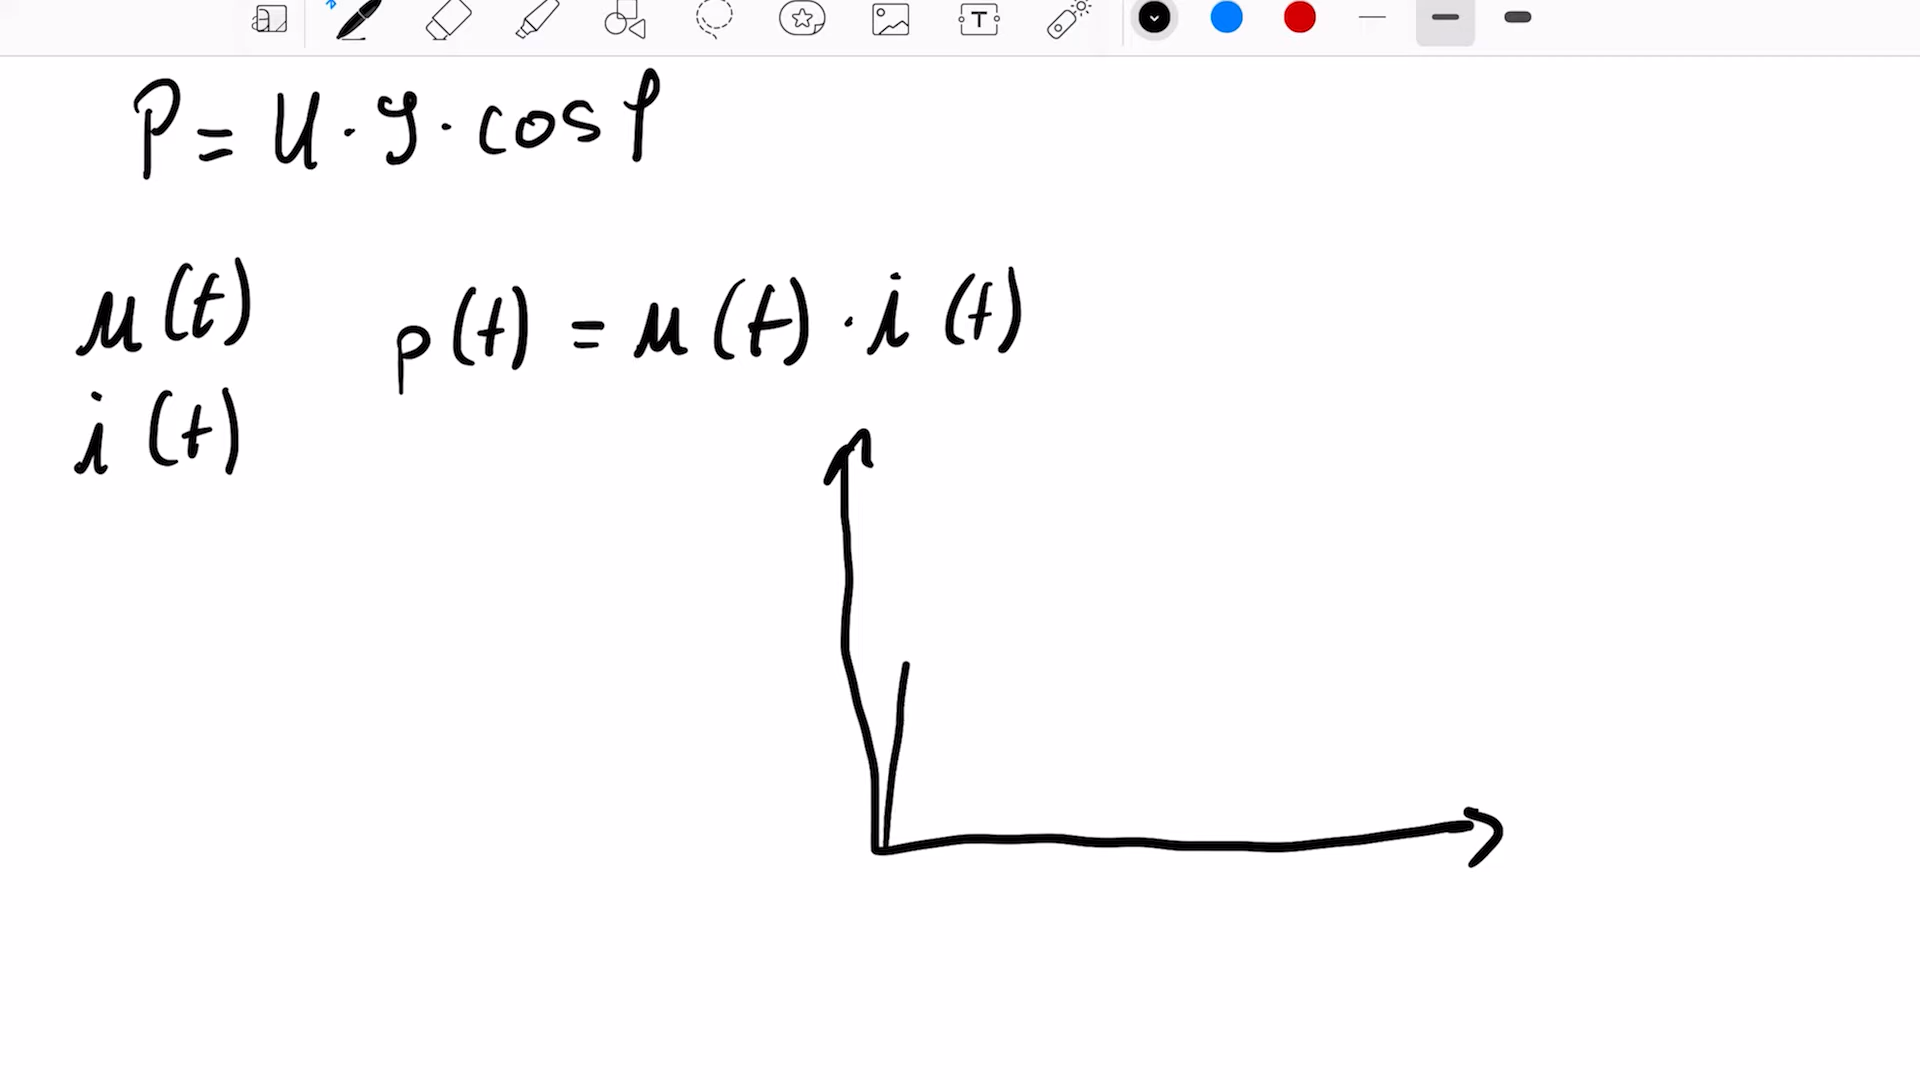 P = U · I · cos φ
u(t) p(t) = u(t) · i(t)
i(t)